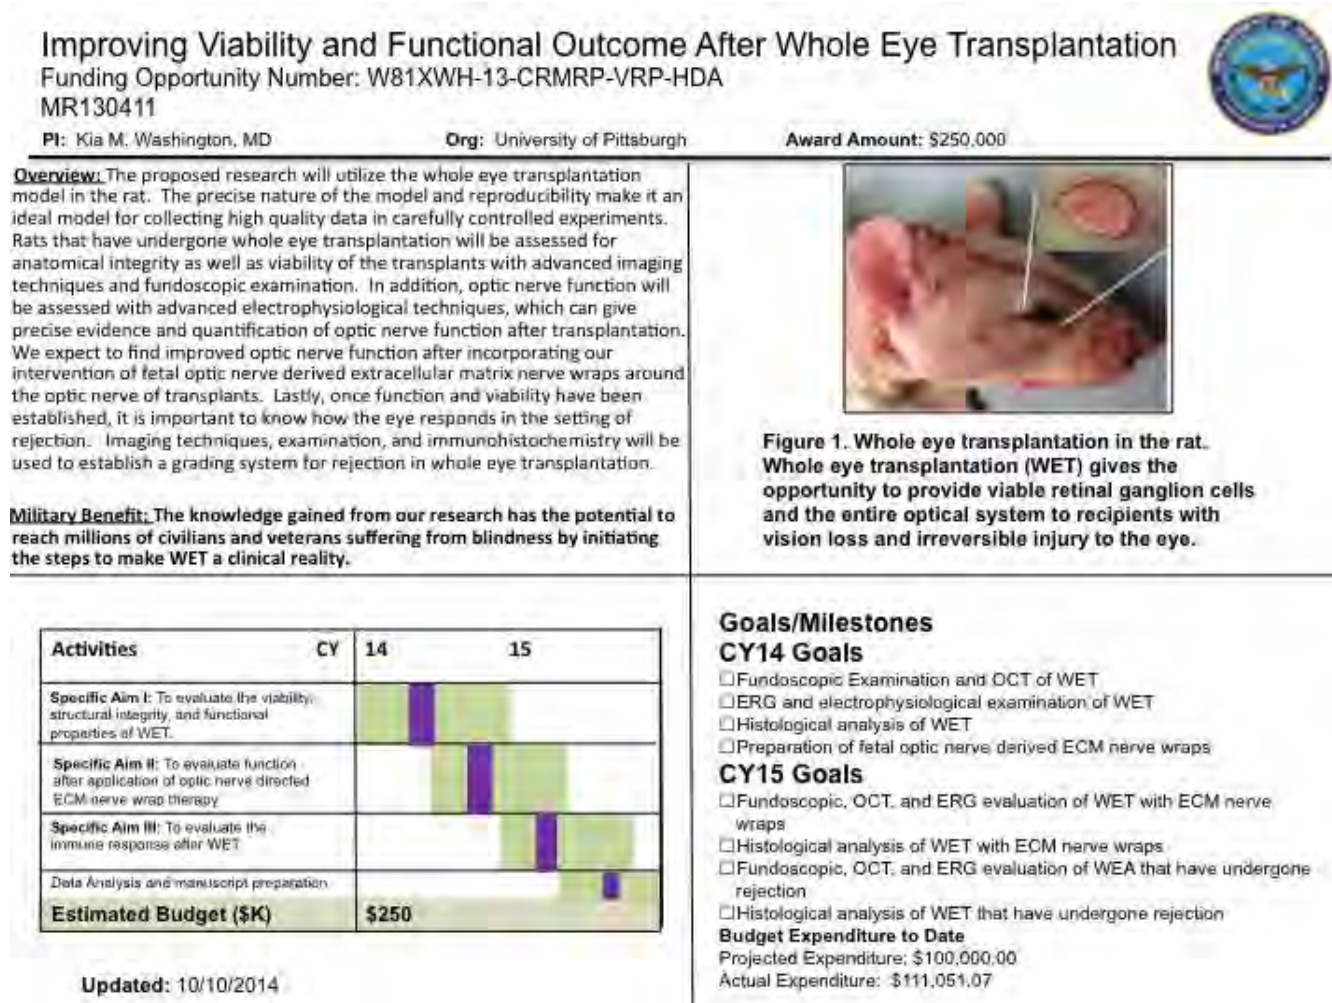 Improving Viability and Functional Outcome After Whole Eye Transplantation
Funding Opportunity Number: W81XWH-13-CRMRP-VRP-HDA
MR130411
PI: Kia M. Washington, MD Org: University of Pittsburgh Award Amount: $250,000
Overview: The proposed research will utilize the whole eye transplantation
model in the rat. The precise nature of the model and reproducibility make it an
ideal model for collecting high quality data in carefully controlled experiments.
Rats that have undergone whole eye transplantation will be assessed for
anatomical integrity as well as viability of the transplants with advanced imaging
techniques and fundoscopic examination. In addition, optic nerve function will
be assessed with advanced electrophysiological techniques, which can give
precise evidence and quantification of optic nerve function after transplantation.
We expect to find improved optic nerve function after incorporating our
intervention of fetal optic nerve derived extracellular matrix nerve wraps around
the optic nerve of transplants. Lastly, once function and viability have been
established, it is important to know how the eye responds in the setting of
rejection. Imaging techniques, examination, and immunohistochemistry will be
used to establish a grading system for rejection in whole eye transplantation.
Military Benefit: The knowledge gained from our research has the potential to
reach millions of civilians and veterans suffering from blindness by initiating
the steps to make WET a clinical reality.
Figure 1. Whole eye transplantation in the rat.
Whole eye transplantation (WET) gives the
opportunity to provide viable retinal ganglion cells
and the entire optical system to recipients with
vision loss and irreversible injury to the eye.
Activities CY 14 15
Specific Aim I: To evaluate the viability,
structural integrity, and functional
properties of WET.
Specific Aim II: To evaluate function
after application of optic nerve directed
ECM nerve wrap therapy
Specific Aim III: To evaluate the
immune response after WET
Data Analysis and manuscript preparation
Estimated Budget ($K) $250
Updated: 10/10/2014
Goals/Milestones
CY14 Goals
☐Fundoscopic Examination and OCT of WET
☐ERG and electrophysiological examination of WET
☐Histological analysis of WET
☐Preparation of fetal optic nerve derived ECM nerve wraps
CY15 Goals
☐Fundoscopic, OCT, and ERG evaluation of WET with ECM nerve
wraps
☐Histological analysis of WET with ECM nerve wraps
☐Fundoscopic, OCT, and ERG evaluation of WEA that have undergone
rejection
☐Histological analysis of WET that have undergone rejection
Budget Expenditure to Date
Projected Expenditure: $100,000.00
Actual Expenditure: $111,051.07